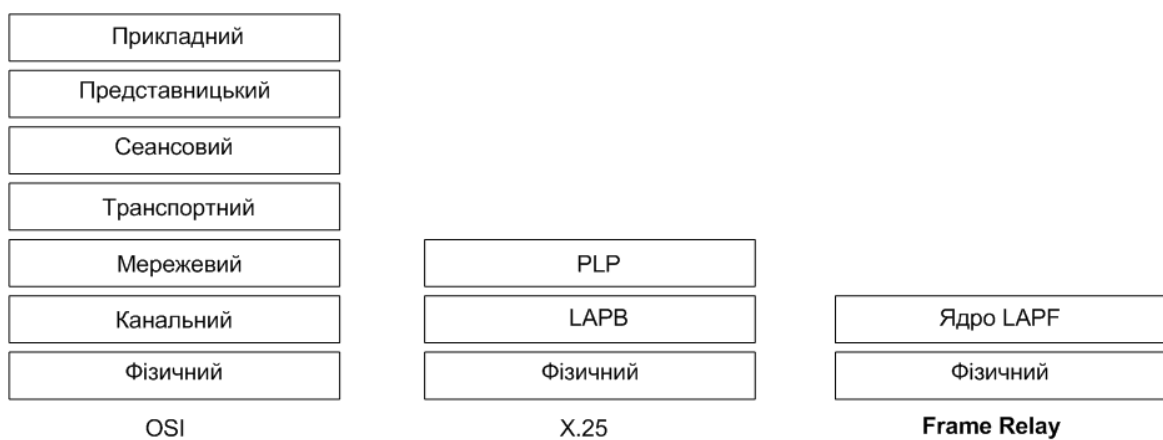 Прикладний
Представницький
Сеансовий
Транспортний
Мережевий
Канальний
Фізичний
OSI
PLP
LAPB
Фізичний
X.25
Ядро LAPF
Фізичний
Frame Relay